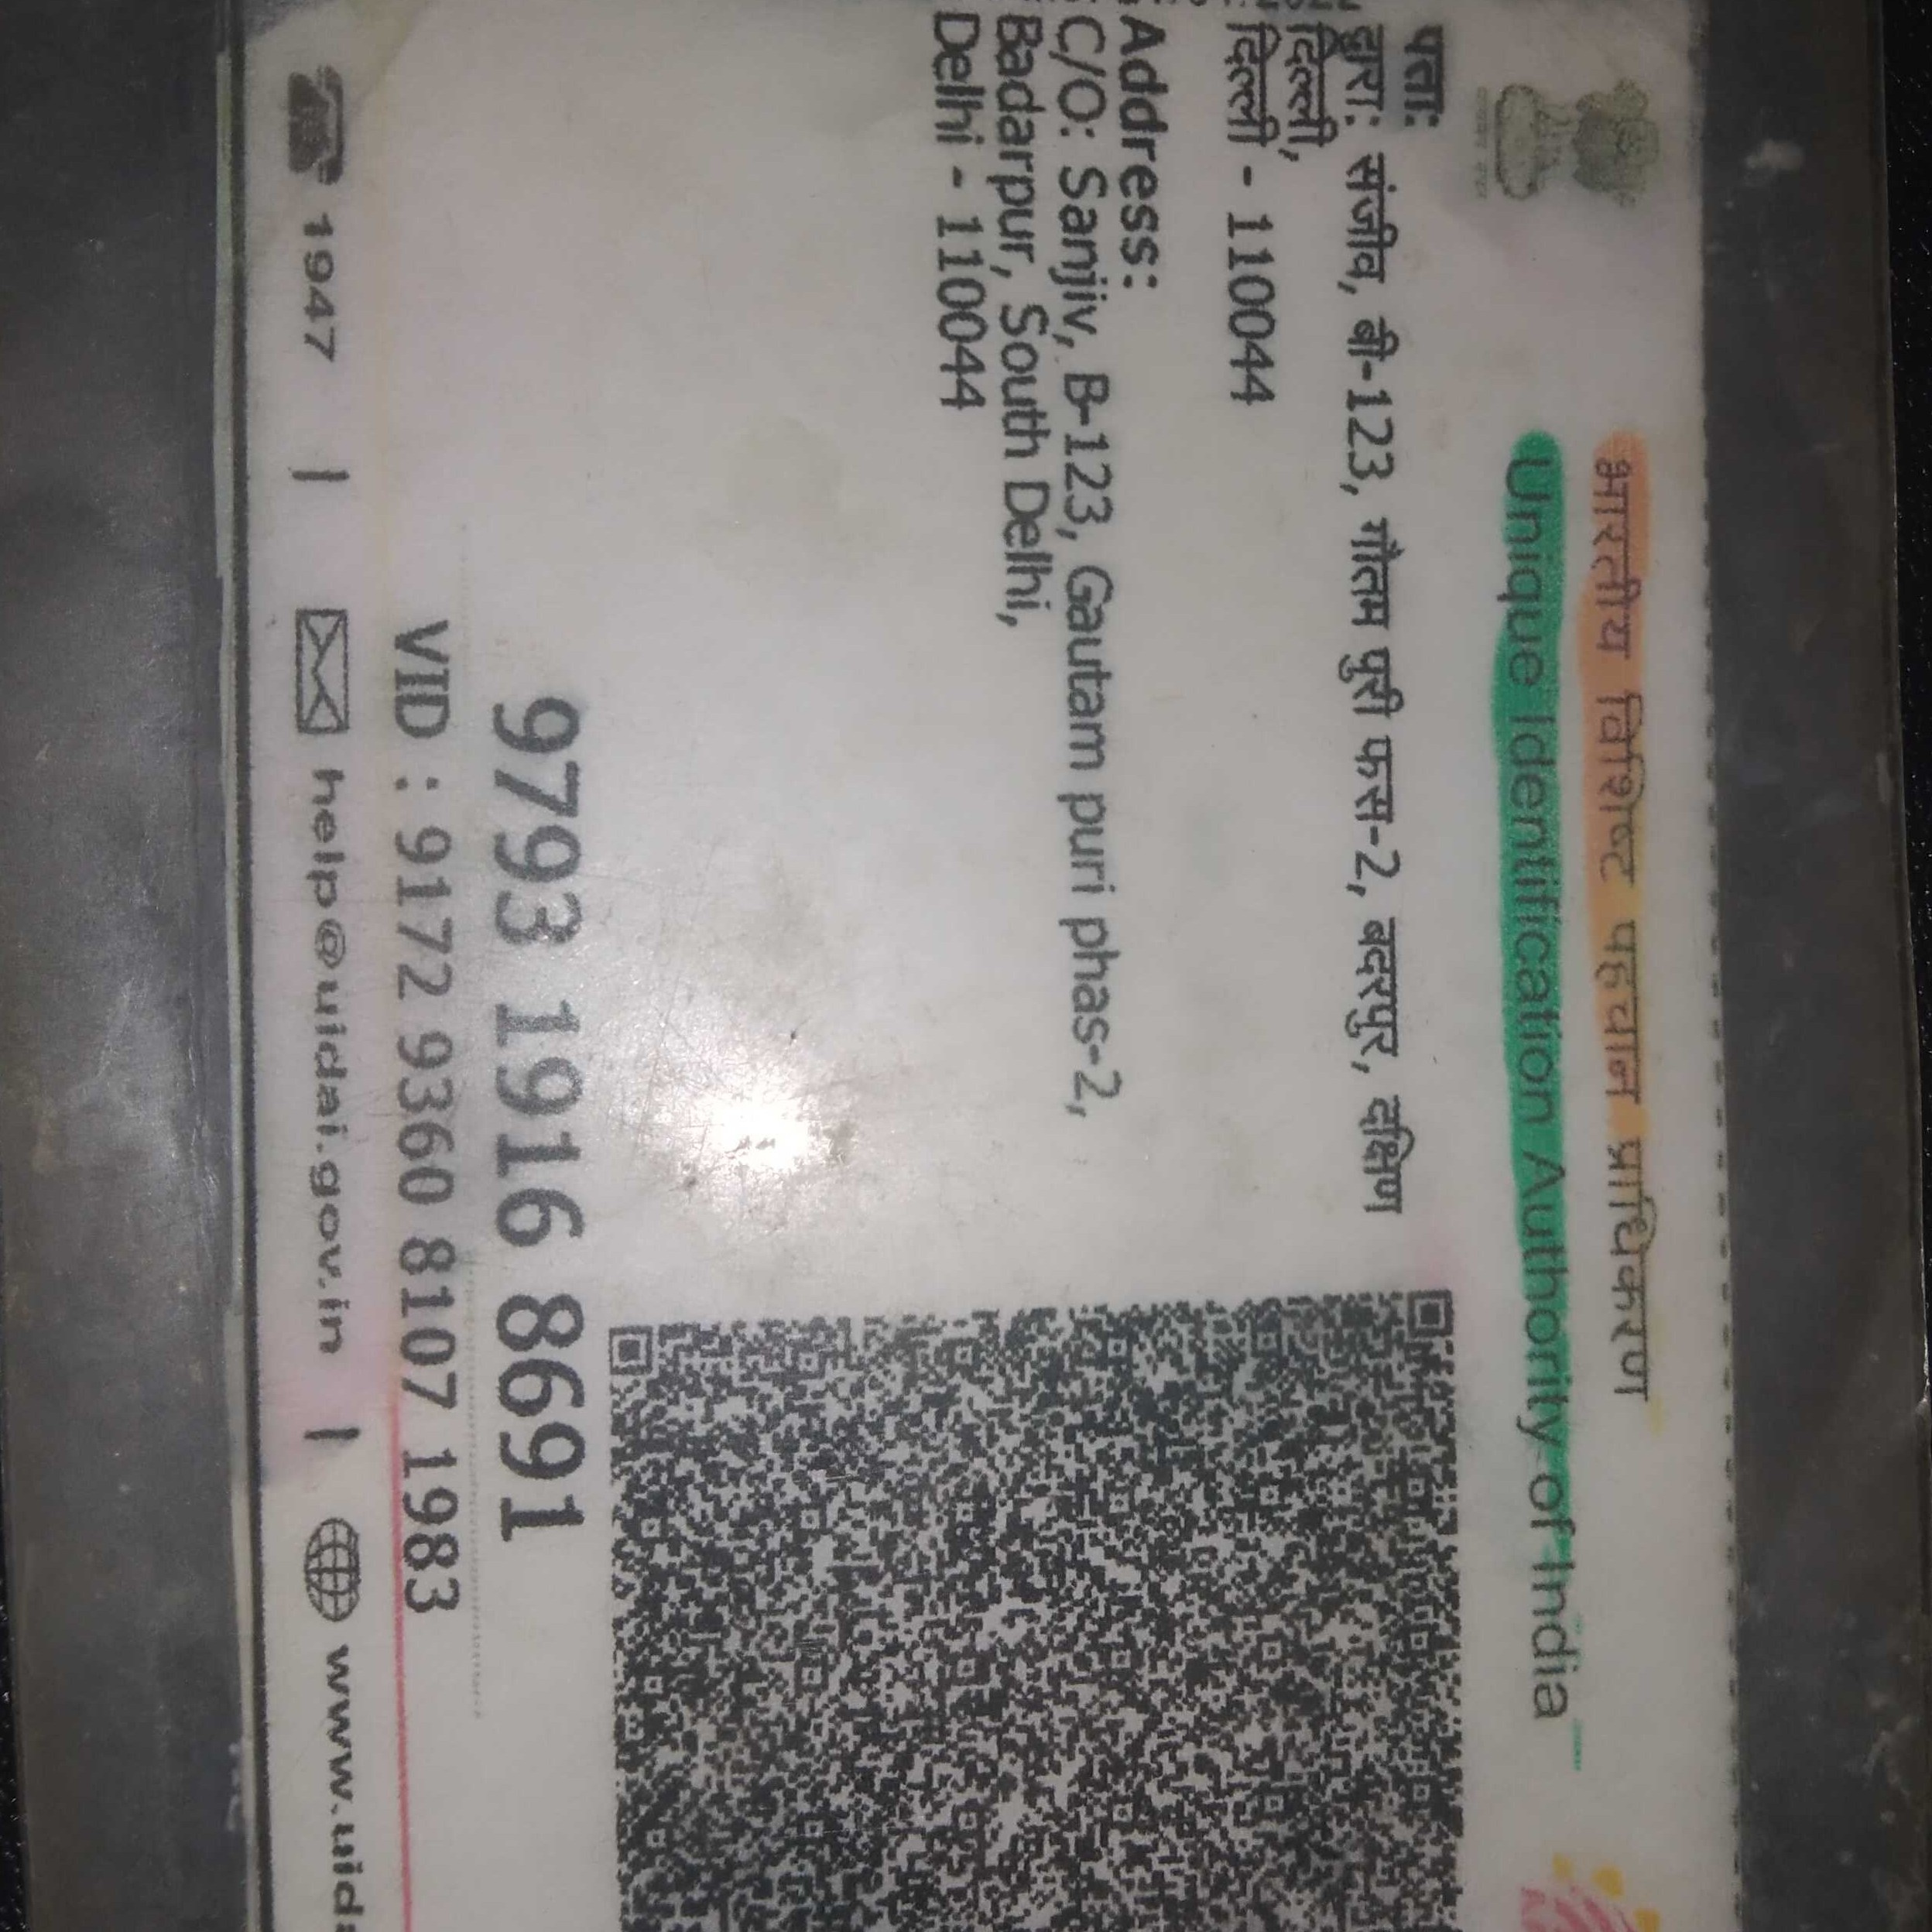 भारतीय विशिष्ट पहचान प्राधिकरण
Unique Identification Authority of India
पत्ता:
द्वारा: संजीव, बी-123, गौतम पुरी फस-2, बदरपुर, दक्षिण
दिल्ली,
दिल्ली - 110044
Address:
C/O: Sanjiv, B-123, Gautam puri phas-2,
Badarpur, South Delhi,
Delhi - 110044
9793 1916 8691
VID : 9172 9360 8107 1983
1947 | help@uidai.gov.in | www.uid